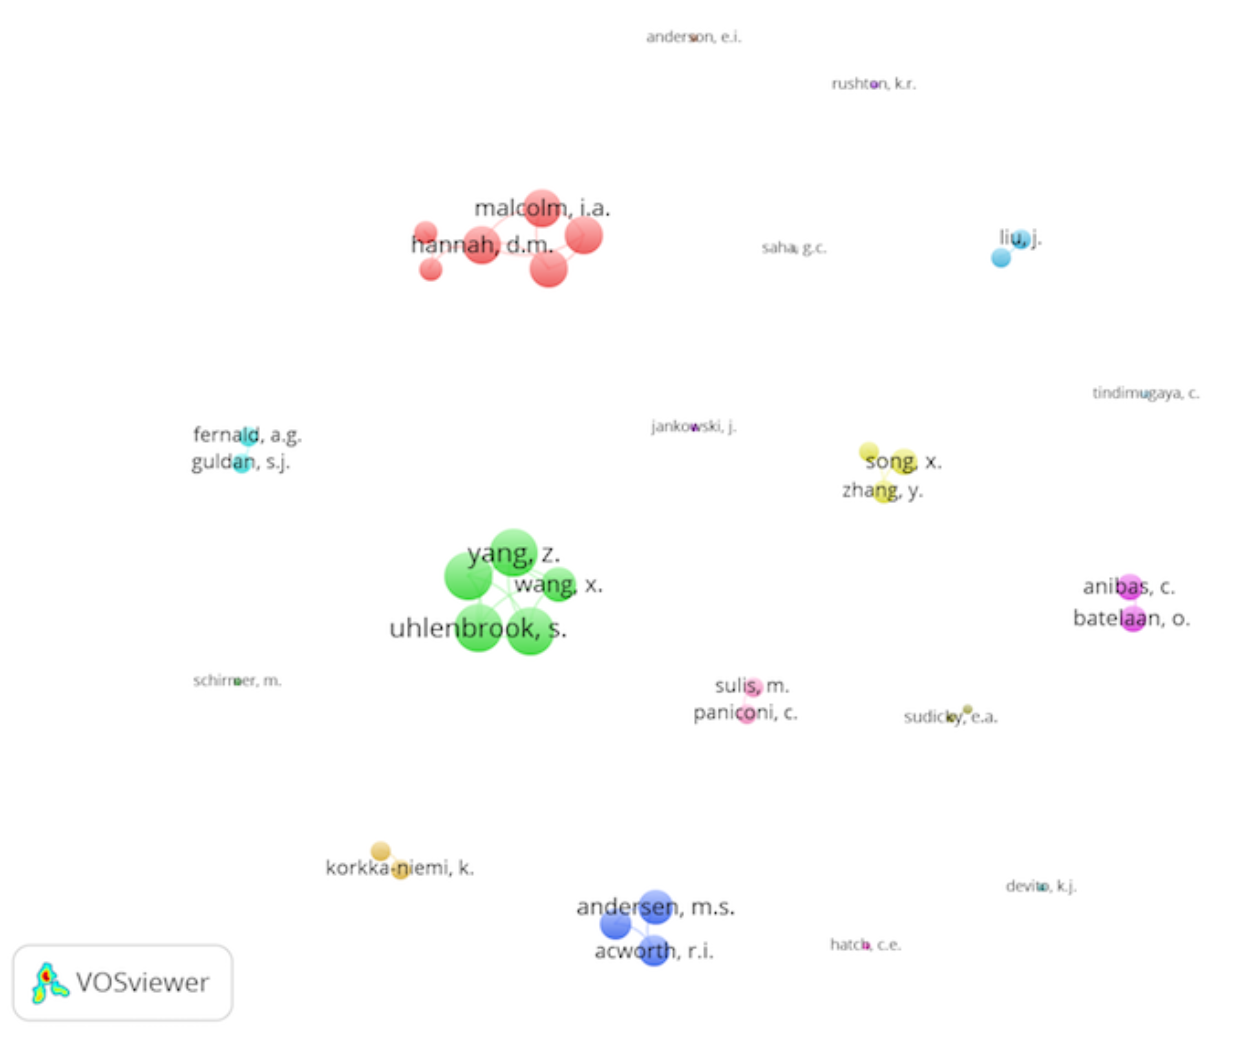 anderson, e.i.
rushton, k.r.
malcolm, i.a.
hannah, d.m.
saha, g.c.
liu, j.
tindimugaya, c.
fernald, a.g.
guldan, s.j.
jankowski, j.
song, x.
zhang, y.
yang, z.
wang, x.
uhlenbrook, s.
anibas, c.
batelaan, o.
schirmer, m.
sulis, m.
paniconi, c.
sudicky, e.a.
korkka-niemi, k.
andersen, m.s.
acworth, r.i.
devito, k.j.
hatch, c.e.
VOSviewer